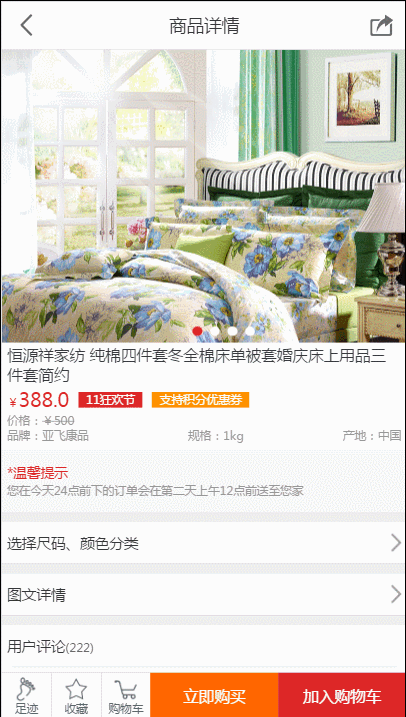 商品详情
恒源祥家纺 纯棉四件套冬全棉床单被套婚庆床上用品三
件套简约
￥388.0 11狂欢节 支持积分优惠券
价格：￥500
品牌：亚飞康品 规格：1kg 产地：中国
*温馨提示
您在今天24点前下的订单会在第二天上午12点前送至您家
选择尺码、颜色分类
图文详情
用户评论(222)
足迹 收藏 购物车 立即购买 加入购物车